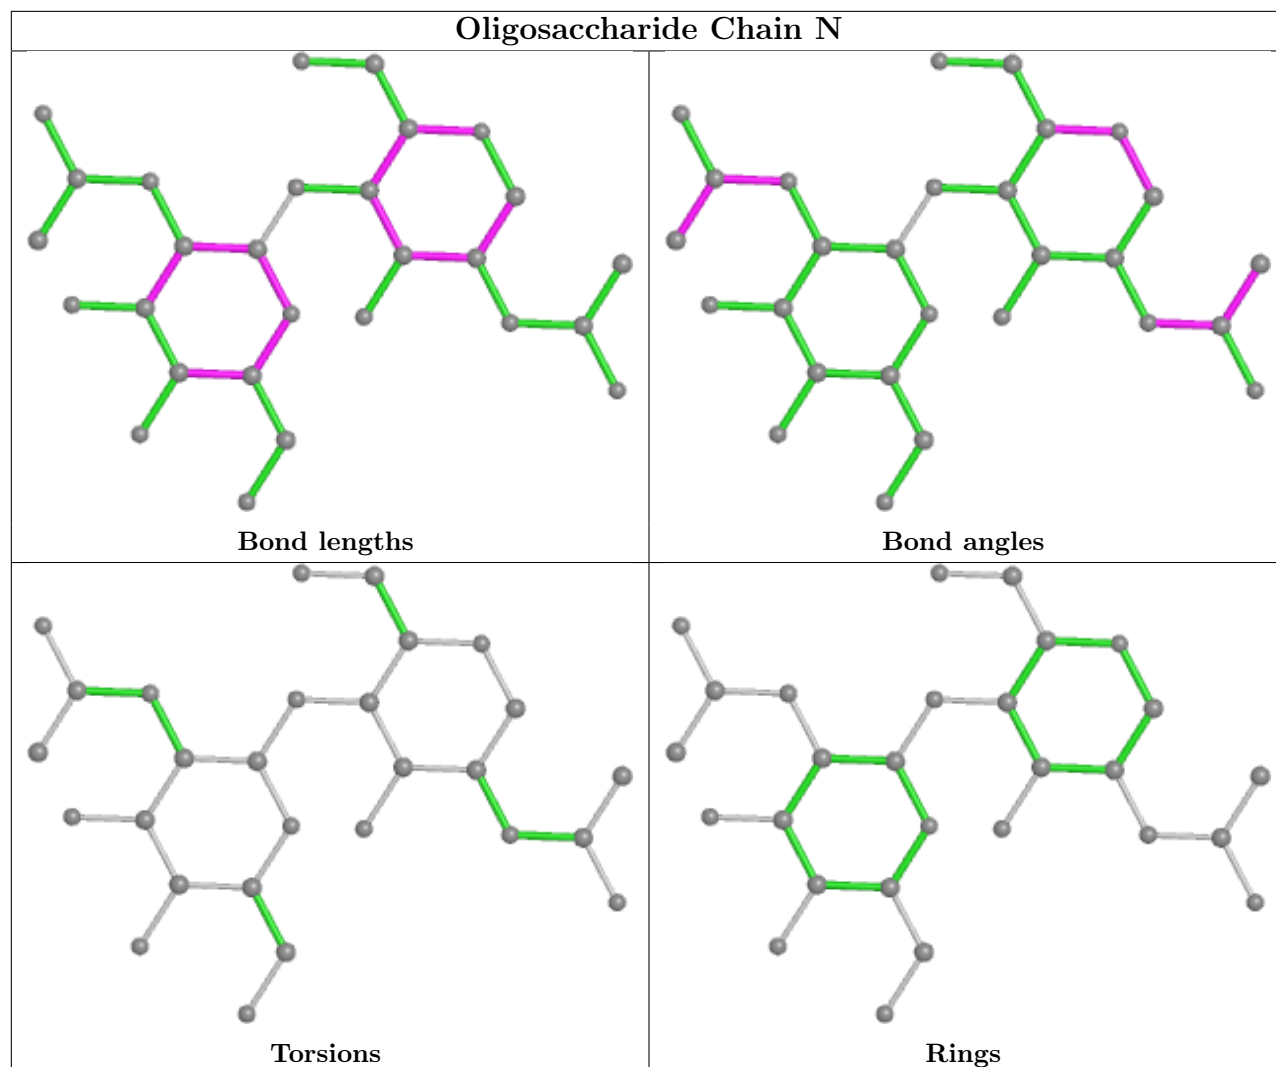 Oligosaccharide Chain N
Bond lengths
Bond angles
Torsions
Rings